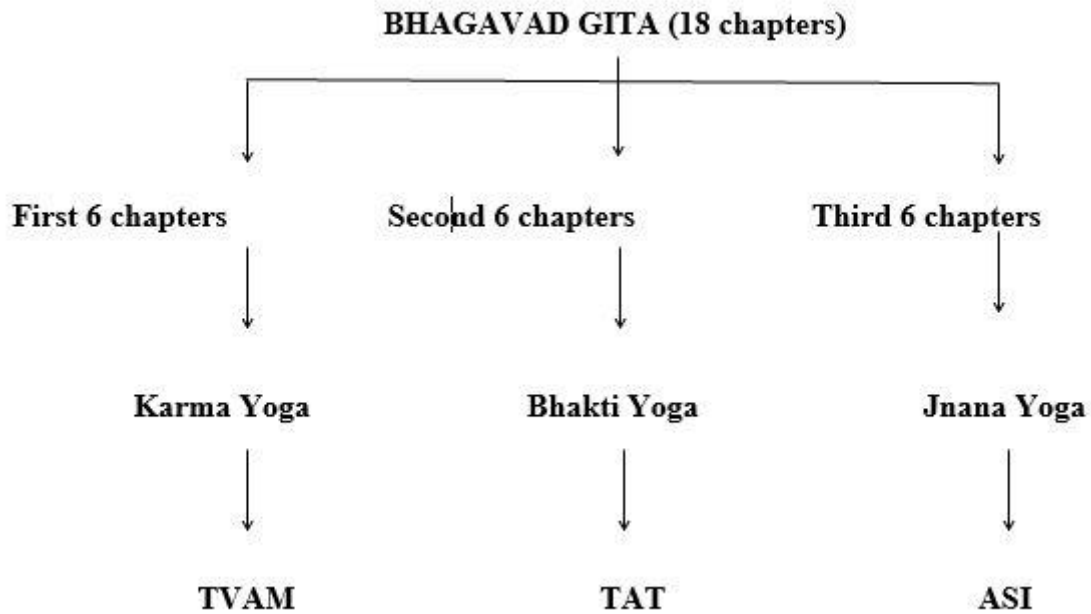 BHAGAVAD GITA (18 chapters)
First 6 chapters
Second 6 chapters
Third 6 chapters
Karma Yoga
Bhakti Yoga
Jnana Yoga
TVAM
TAT
ASI